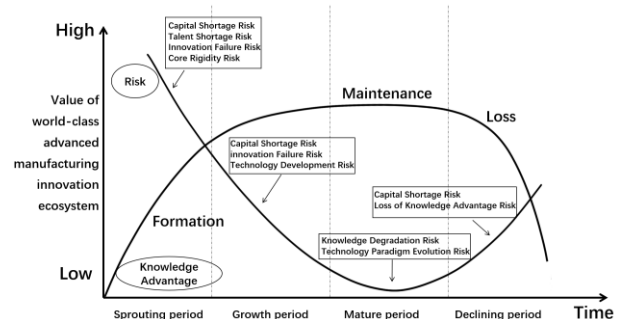 High
Capital Shortage Risk
Talent Shortage Risk
Innovation Failure Risk
Core Rigidity Risk
Risk
Value of
world-class
advanced
manufacturing
innovation
ecosystem
Maintenance
Loss
Capital Shortage Risk
innovation Failure Risk
Technology Development Risk
Capital Shortage Risk
Loss of Knowledge Advantage Risk
Formation
Knowledge Degradation Risk
Technology Paradigm Evolution Risk
Low
Knowledge
Advantage
Sprouting period
Growth period
Mature period
Declining period
Time